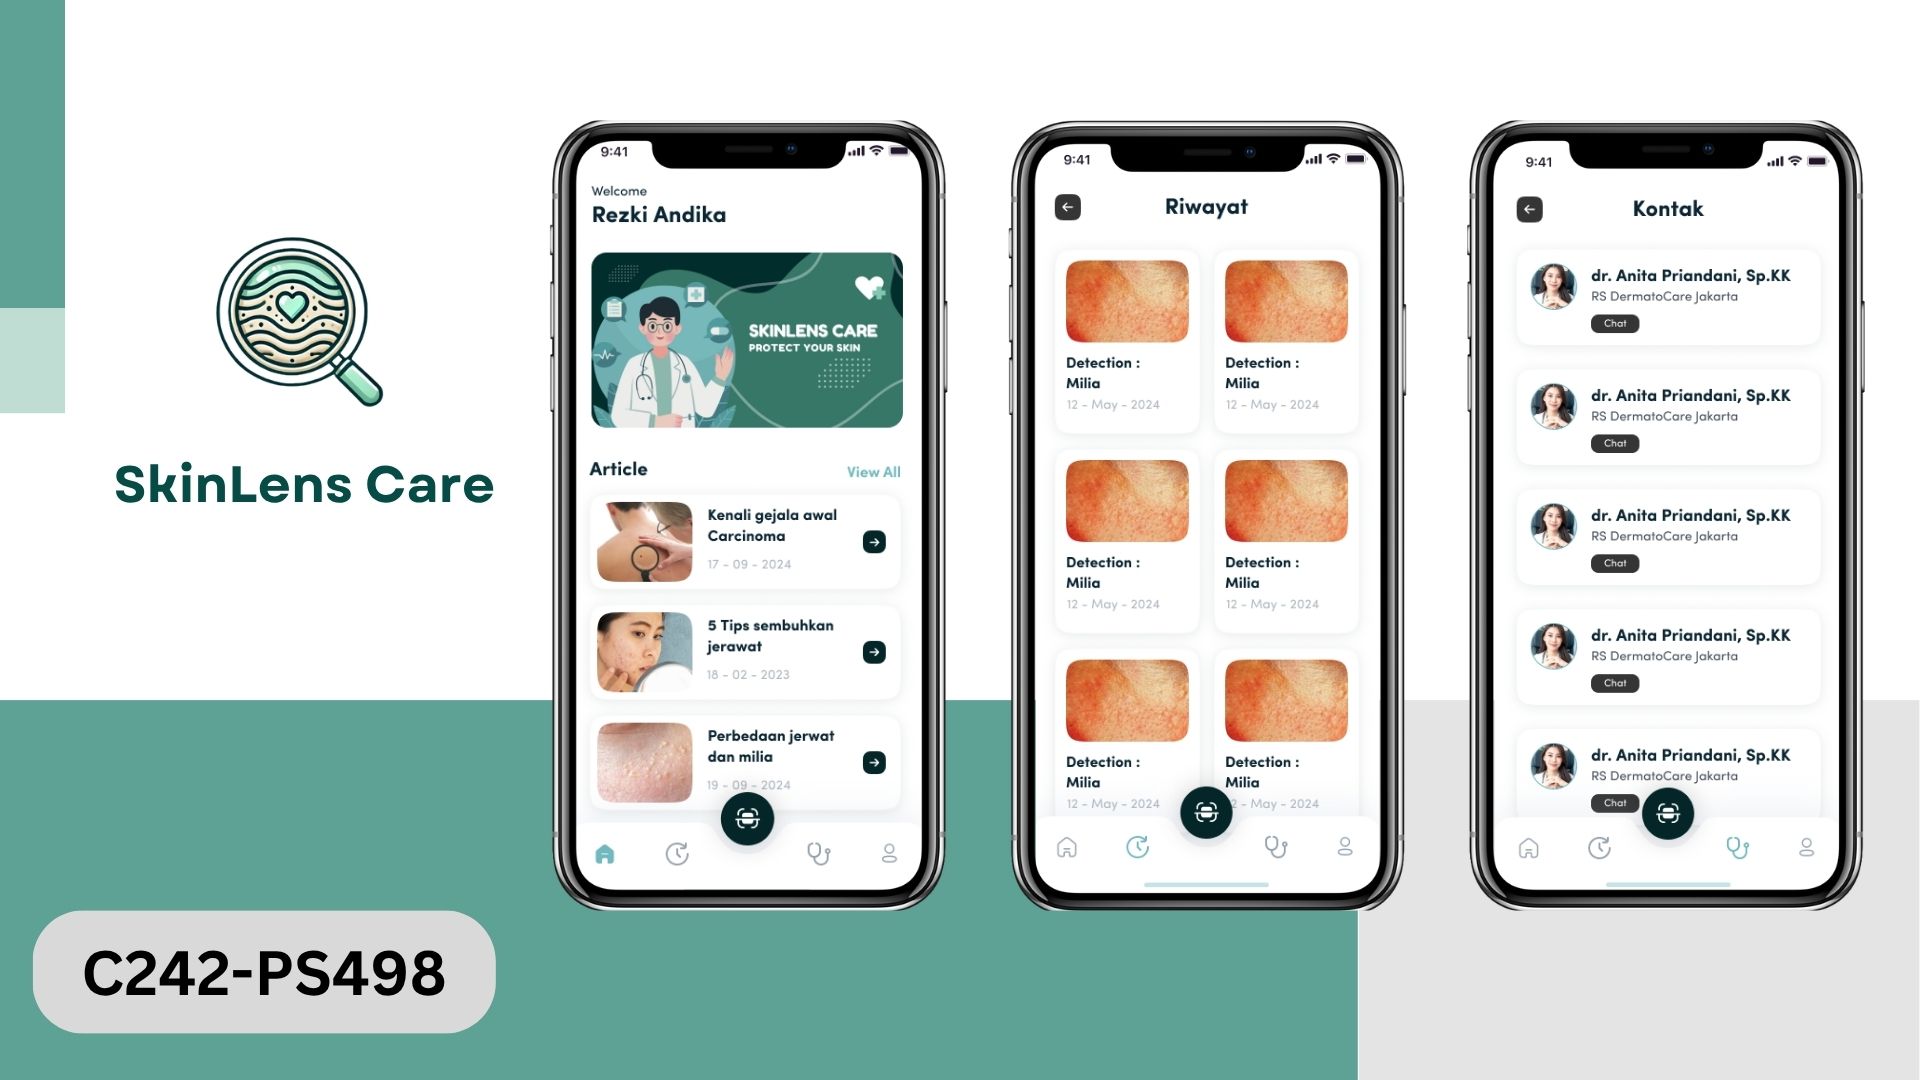 SkinLens Care
C242-PS498
9:41
Welcome
Rezki Andika
SKINLENS CARE
PROTECT YOUR SKIN
Article
View All
Kenali gejala awal
Carcinoma
17 - 09 - 2024
5 Tips sembuhkan
jerawat
18 - 02 - 2023
Perbedaan jerwat
dan milia
19 - 09 - 2024
9:41
Riwayat
Detection :
Milia
12 - May - 2024
Detection :
Milia
12 - May - 2024
Detection :
Milia
12 - May - 2024
Detection :
Milia
12 - May - 2024
Detection :
Milia
12 - May - 2024
Detection :
Milia
2 - May - 2024
9:41
Kontak
dr. Anita Priandani, Sp.KK
RS DermatoCare Jakarta
Chat
dr. Anita Priandani, Sp.KK
RS DermatoCare Jakarta
Chat
dr. Anita Priandani, Sp.KK
RS DermatoCare Jakarta
Chat
dr. Anita Priandani, Sp.KK
RS DermatoCare Jakarta
Chat
dr. Anita Priandani, Sp.KK
RS DermatoCare Jakarta
Chat